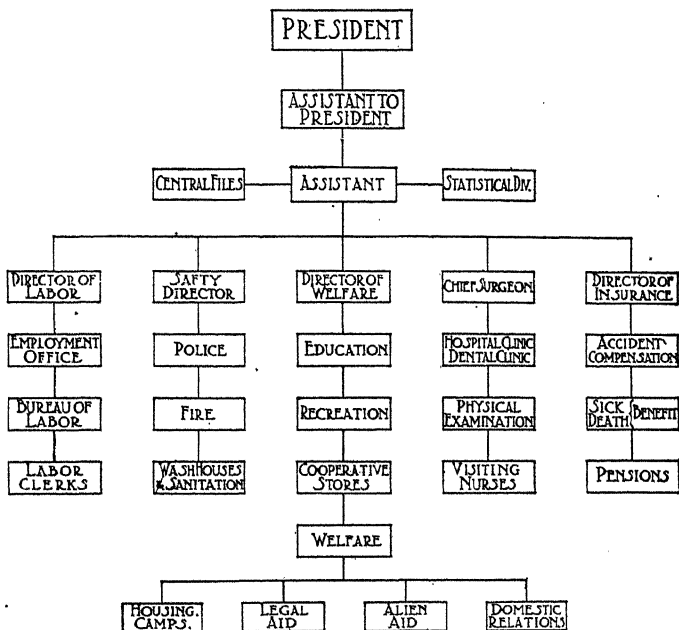 PRESIDENT
ASSISTANT TO
PRESIDENT
CENTRAL FILES
ASSISTANT
STATISTICAL DIV.
DIRECTOR OF
LABOR
SAFTY
DIRECTOR
DIRECTOR OF
WELFARE
CHIEF SURGEON
DIRECTOR OF
INSURANCE
EMPLOYMENT
OFFICE
POLICE
EDUCATION
HOSPITAL CLINIC
DENTAL CLINIC
ACCIDENT
COMPENSATION
BUREAU OF
LABOR
FIRE
RECREATION
PHYSICAL
EXAMINATION
SICK
DEATH } BENEFIT
LABOR
CLERKS
WASH HOUSES
& SANITATION
COOPERATIVE
STORES
VISITING
NURSES
PENSIONS
WELFARE
HOUSING.
CAMPS.
LEGAL
AID
ALIEN
AID
DOMESTIC
RELATIONS